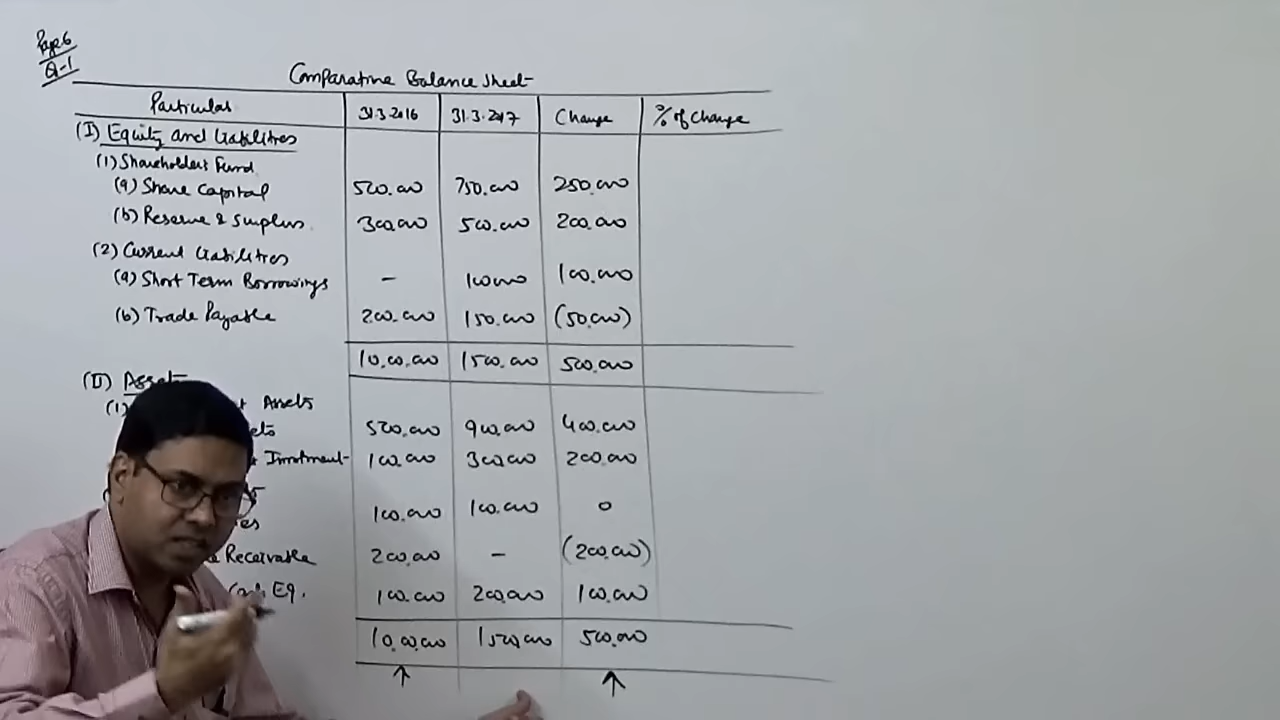 Page 6
Q-1
Comparative Balance Sheet
Particulars 31.3.2016 31.3.2017 Change % of Change
(I) Equity and Liabilities
(1) Shareholders Fund
(a) Share Capital 500,000 750,000 250,000
(b) Reserve & Surplus. 300,000 500,000 200,000
(2) Current Liabilities
(a) Short Term Borrowings - 100,000 100,000
(b) Trade Payable 200,000 150,000 (50,000)
10,00,000 1500,000 500,000
(II) Assets
(1) Assets
500,000 900,000 400,000
100,000 300,000 200,000
100,000 100,000 0
Receivable 200,000 - (200,000)
Eq. 100,000 200,000 100,000
10,00,000 1500,000 500,000